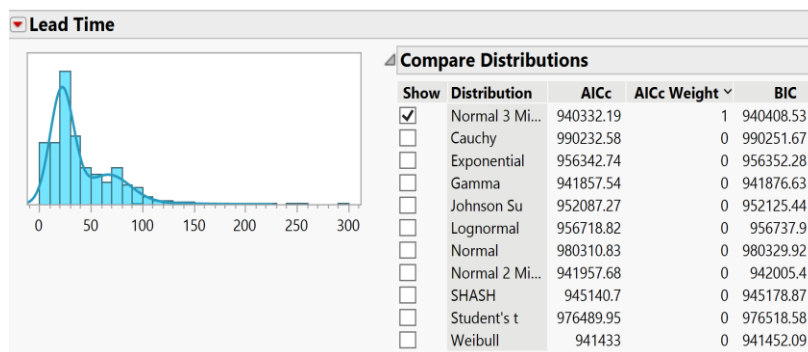 Lead Time
Compare Distributions
Show Distribution AICc AICc Weight BIC
Normal 3 Mi... 940332.19 1 940408.53
Cauchy 990232.58 0 990251.67
Exponential 956342.74 0 956352.28
Gamma 941857.54 0 941876.63
Johnson Su 952087.27 0 952125.44
Lognormal 956718.82 0 956737.9
Normal 980310.83 0 980329.92
Normal 2 Mi... 941957.68 0 942005.4
SHASH 945140.7 0 945178.87
Student's t 976489.95 0 976518.58
Weibull 941433 0 941452.09
0 50 100 150 200 250 300